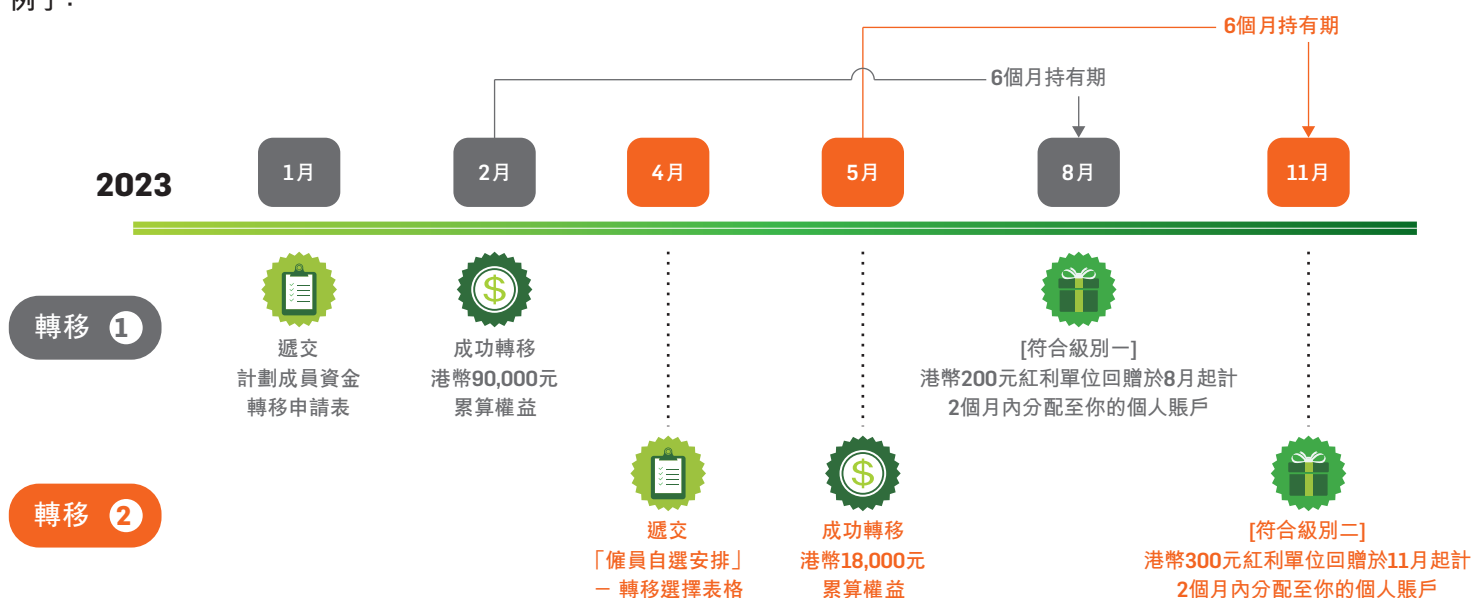 例子：
6個月持有期
6個月持有期
2023
1月
2月
4月
5月
8月
11月
轉移 1
遞交
計劃成員資金
轉移申請表
成功轉移
港幣90,000元
累算權益
[符合級別一]
港幣200元紅利單位回贈於8月起計
2個月內分配至你的個人賬戶
轉移 2
遞交
「僱員自選安排」
－ 轉移選擇表格
成功轉移
港幣18,000元
累算權益
[符合級別二]
港幣300元紅利單位回贈於11月起計
2個月內分配至你的個人賬戶